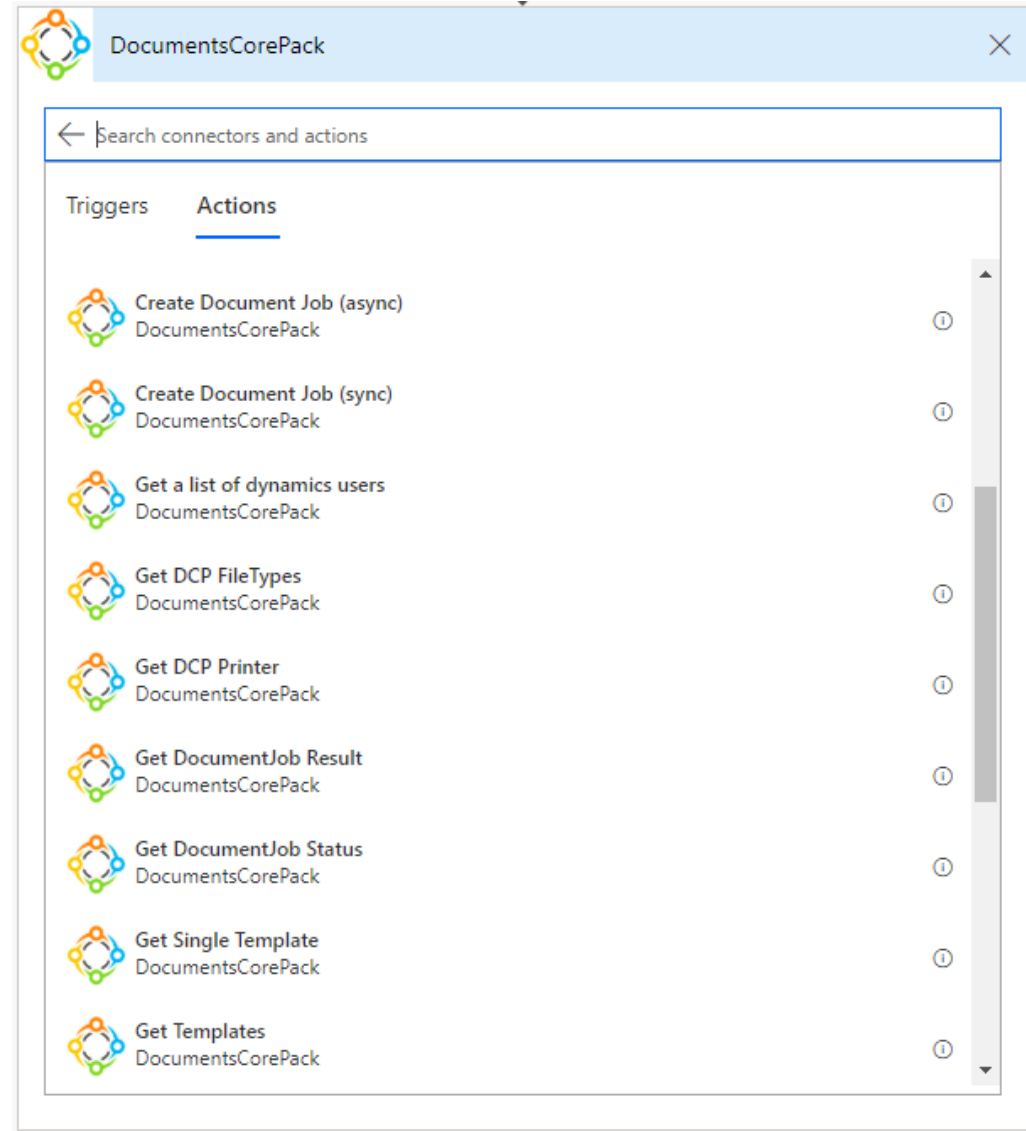 DocumentsCorePack
Search connectors and actions
Triggers Actions
Create Document Job (async)
DocumentsCorePack
Create Document Job (sync)
DocumentsCorePack
Get a list of dynamics users
DocumentsCorePack
Get DCP FileTypes
DocumentsCorePack
Get DCP Printer
DocumentsCorePack
Get DocumentJob Result
DocumentsCorePack
Get DocumentJob Status
DocumentsCorePack
Get Single Template
DocumentsCorePack
Get Templates
DocumentsCorePack